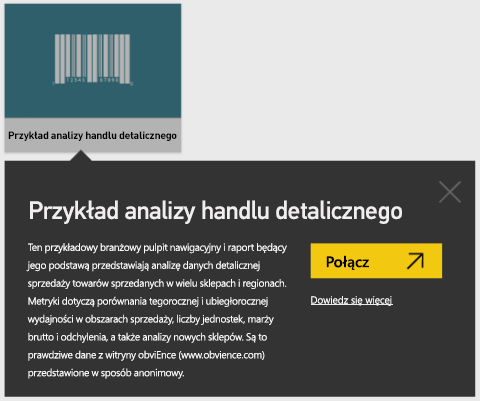 12345 67890
Przykład analizy handlu detalicznego
Przykład analizy handlu detalicznego
Ten przykładowy branżowy pulpit nawigacyjny i raport będący
jego podstawą przedstawiają analizę danych detalicznej
sprzedaży towarów sprzedanych w wielu sklepach i regionach.
Metryki dotyczą porównania tegorocznej i ubiegłorocznej
wydajności w obszarach sprzedaży, liczby jednostek, marży
brutto i odchylenia, a także analizy nowych sklepów. Są to
prawdziwe dane z witryny obviEnce (www.obvience.com)
przedstawione w sposób anonimowy.
Połącz
Dowiedz się więcej